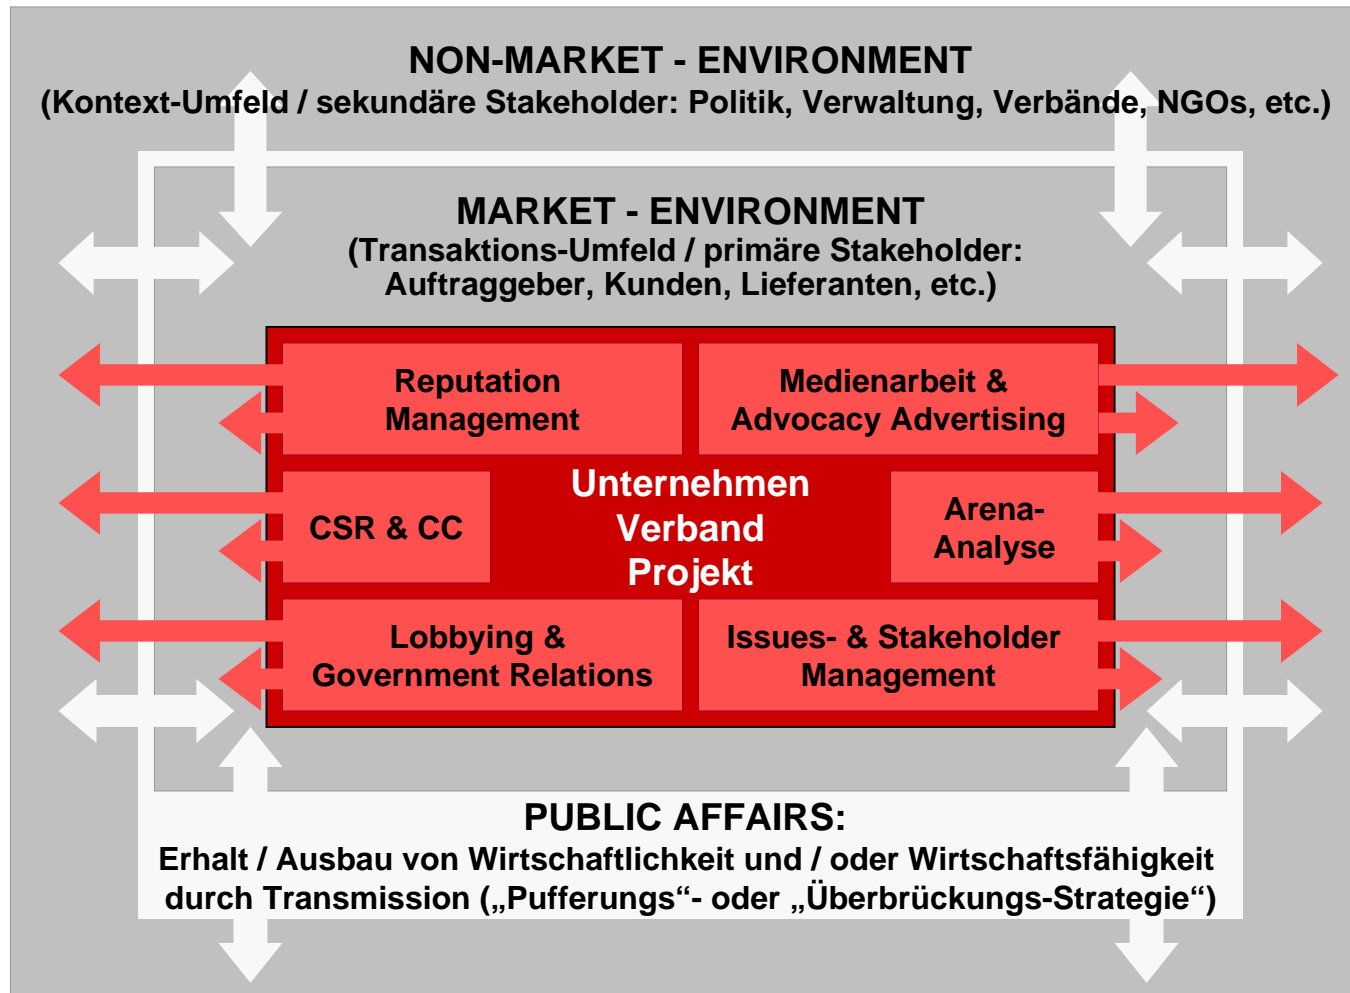 NON-MARKET - ENVIRONMENT
(Kontext-Umfeld / sekundäre Stakeholder: Politik, Verwaltung, Verbände, NGOs, etc.)
MARKET - ENVIRONMENT
(Transaktions-Umfeld / primäre Stakeholder:
Auftraggeber, Kunden, Lieferanten, etc.)
Reputation
Management
Medienarbeit &
Advocacy Advertising
CSR & CC
Unternehmen
Verband
Projekt
Arena-
Analyse
Lobbying &
Government Relations
Issues- & Stakeholder
Management
PUBLIC AFFAIRS:
Erhalt / Ausbau von Wirtschaftlichkeit und / oder Wirtschaftsfähigkeit
durch Transmission („Pufferungs“- oder „Überbrückungs-Strategie“)